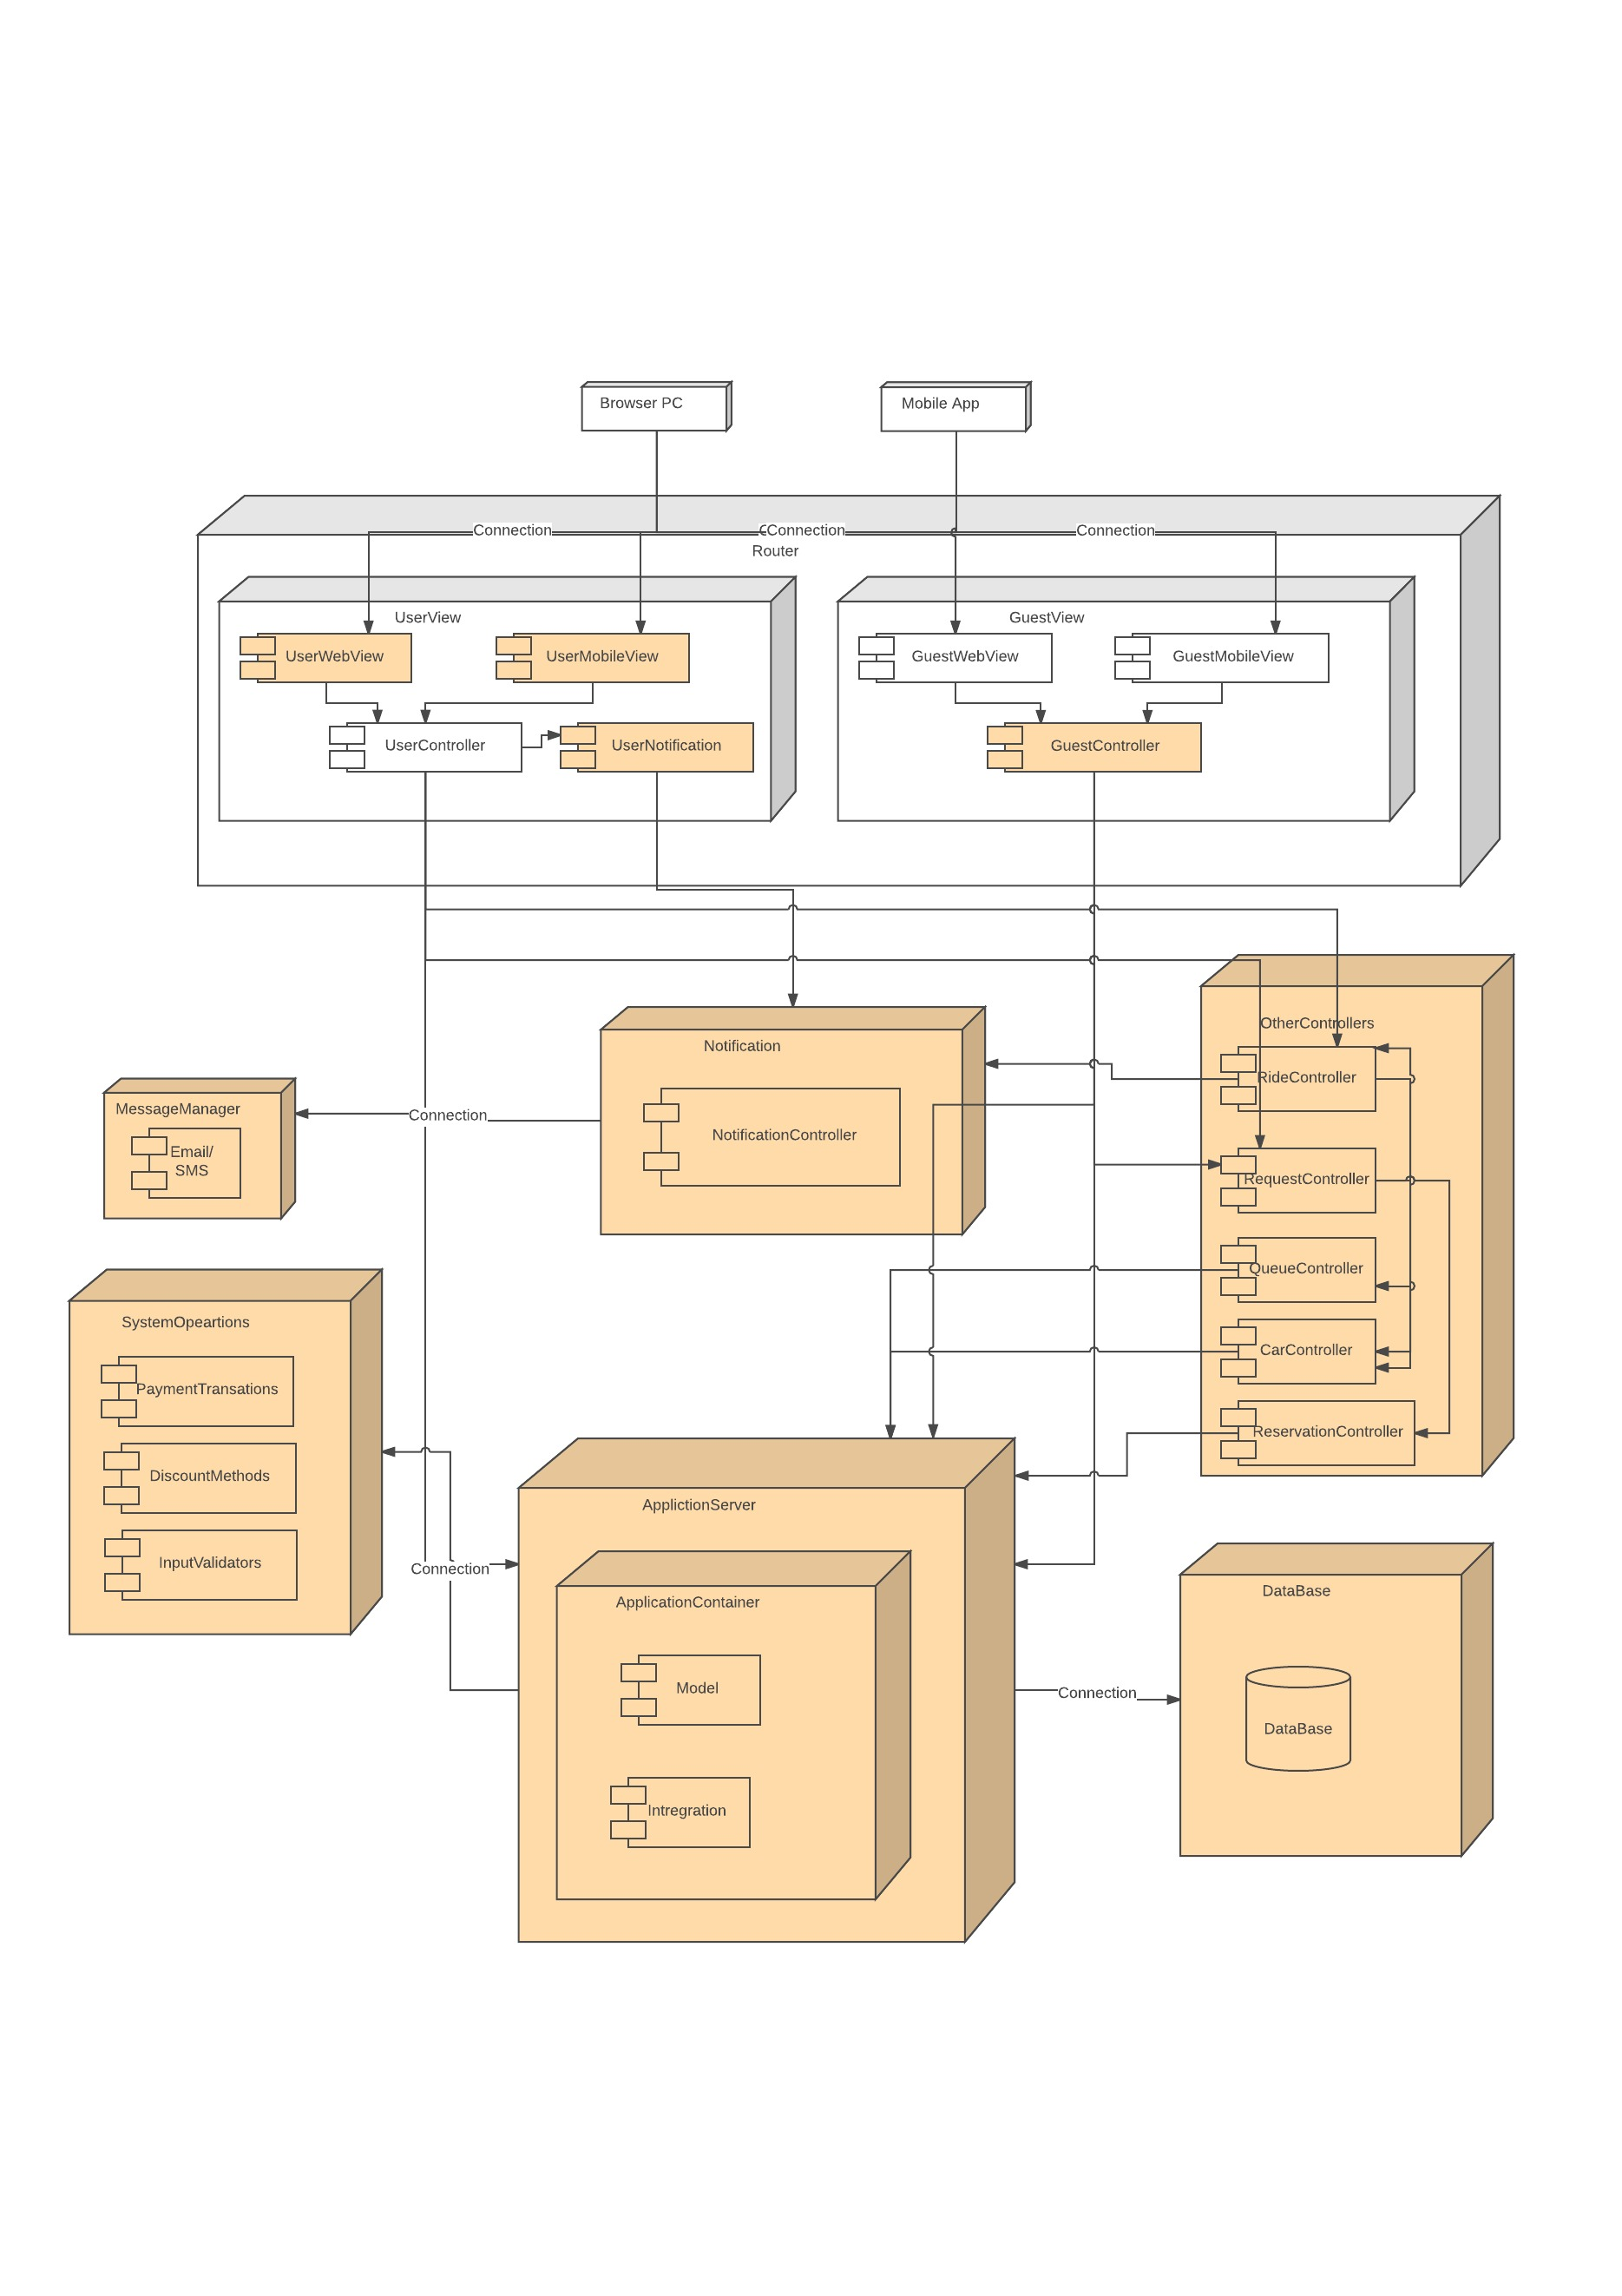 Browser PC
Mobile App
Connection
Connection
Connection
Router
UserView
GuestView
UserWebView
UserMobileView
GuestWebView
GuestMobileView
UserController
UserNotification
GuestController
OtherControllers
Notification
RideController
MessageManager
Connection
NotificationController
Email/
SMS
RequestController
QueueController
SystemOpeartions
CarController
PaymentTransations
ReservationController
DiscountMethods
ApplictionServer
InputValidators
Connection
DataBase
ApplicationContainer
Model
Connection
DataBase
Intregration